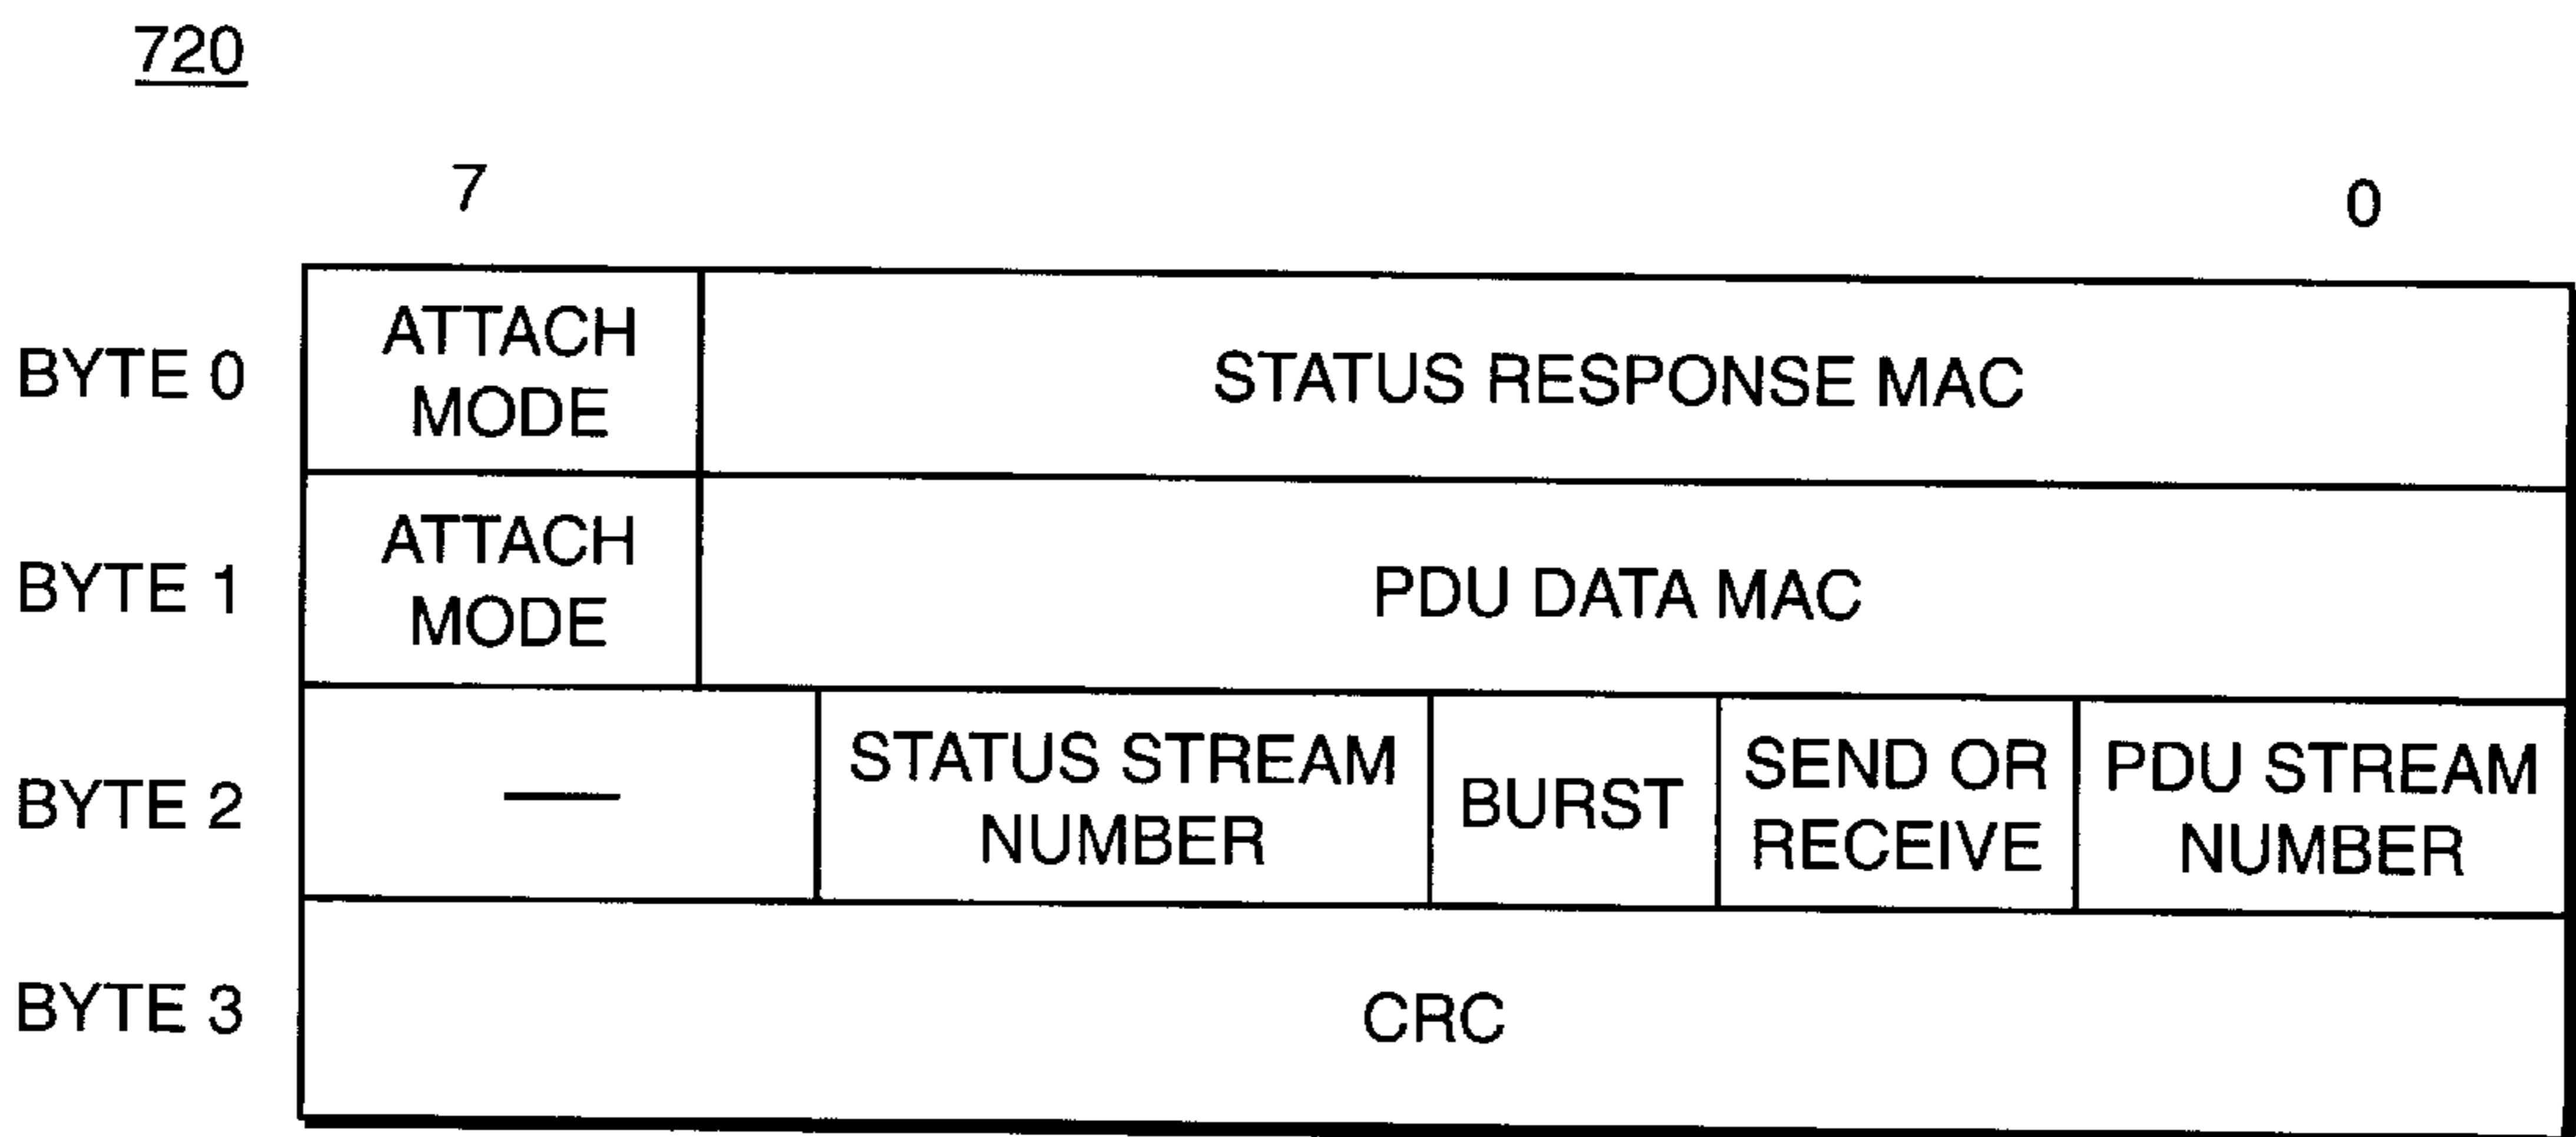 720
7 0
BYTE 0
ATTACH
MODE
STATUS RESPONSE MAC
BYTE 1
ATTACH
MODE
PDU DATA MAC
BYTE 2
—
STATUS STREAM
NUMBER
BURST
SEND OR
RECEIVE
PDU STREAM
NUMBER
BYTE 3
CRC